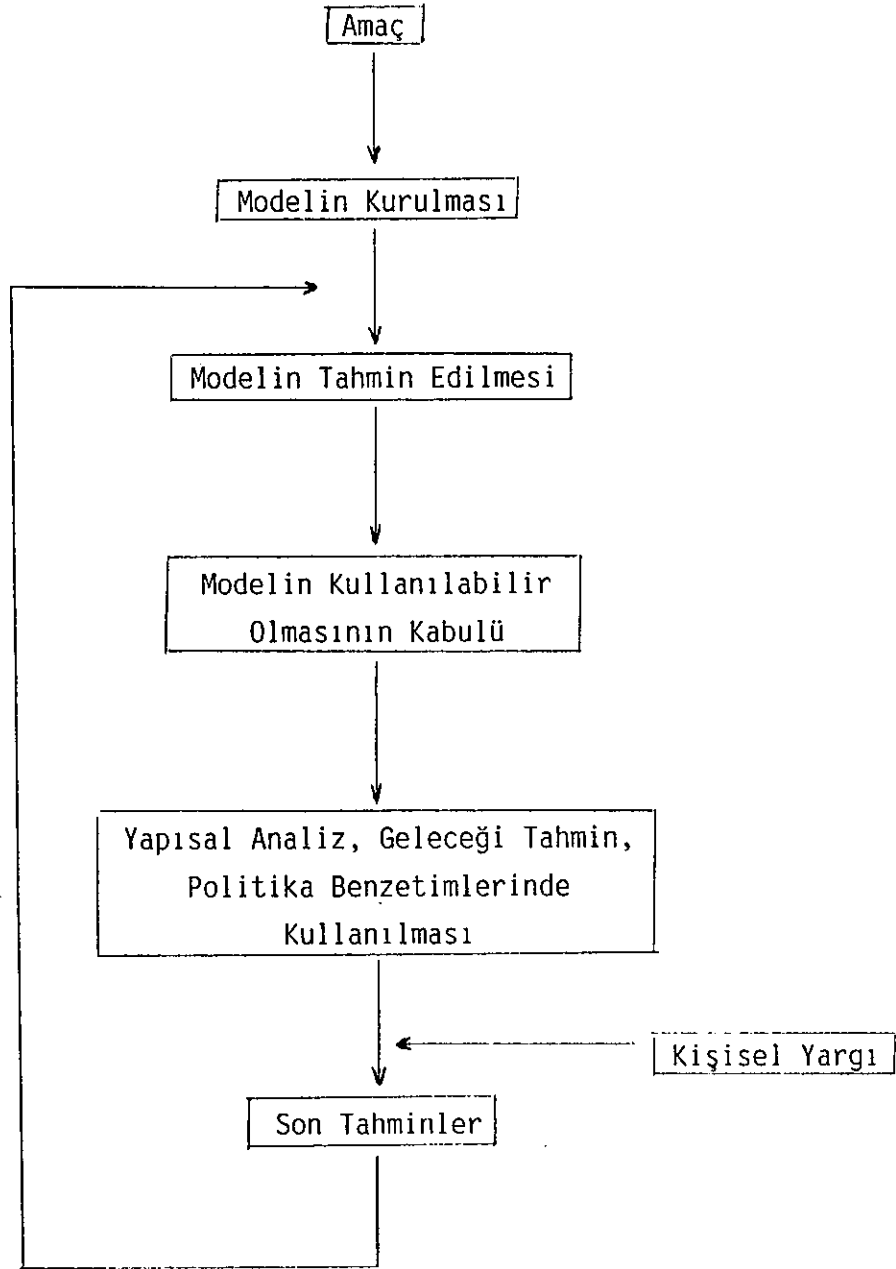 Amaç
Modelin Kurulması
Modelin Tahmin Edilmesi
Modelin Kullanılabilir
Olmasının Kabulü
Yapısal Analiz, Geleceği Tahmin,
Politika Benzetimlerinde
Kullanılması
Kişisel Yargı
Son Tahminler